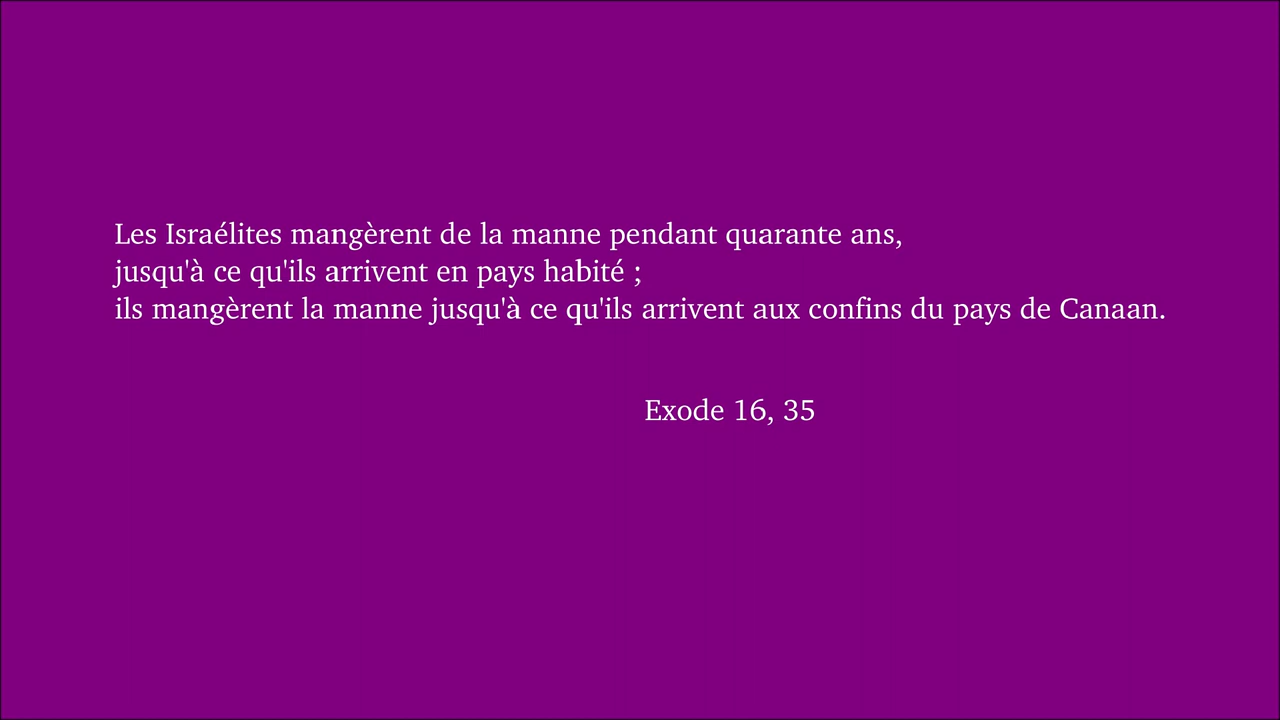 Les Israélites mangèrent de la manne pendant quarante ans,
jusqu'à ce qu'ils arrivent en pays habité ;
ils mangèrent la manne jusqu'à ce qu'ils arrivent aux confins du pays de Canaan.
Exode 16, 35